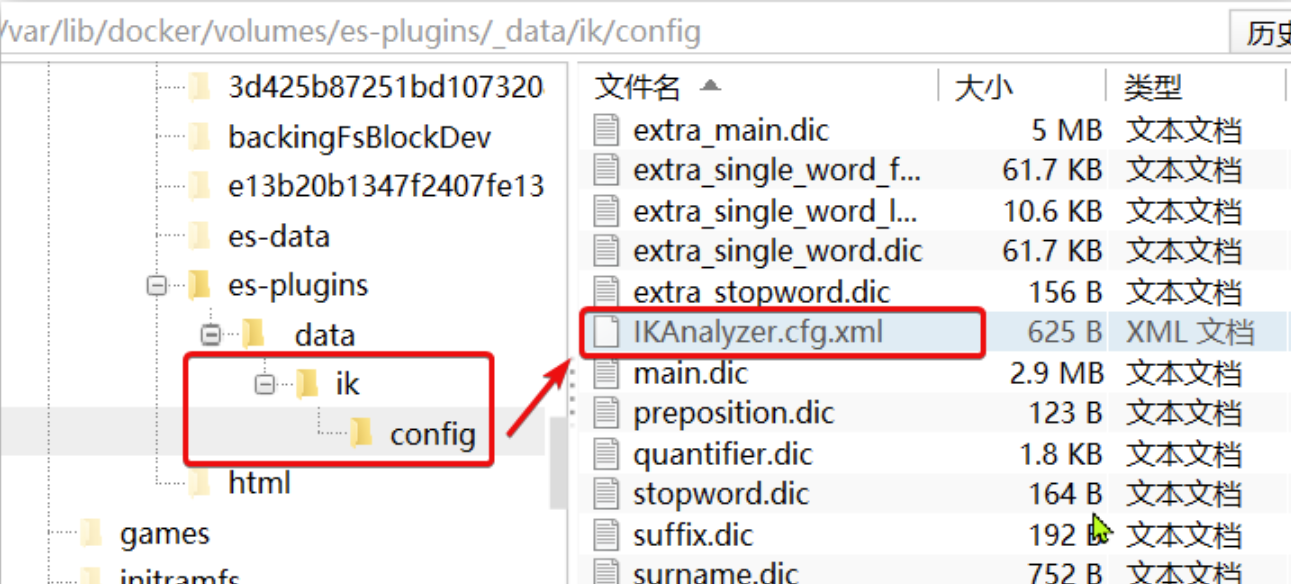 /var/lib/docker/volumes/es-plugins/_data/ik/config
历史
3d425b87251bd107320
backingFsBlockDev
e13b20b1347f2407fe13
es-data
es-plugins
_data
ik
config
html
games
initramfs
文件名 大小 类型
extra_main.dic 5 MB 文本文档
extra_single_word_f... 61.7 KB 文本文档
extra_single_word_l... 10.6 KB 文本文档
extra_single_word.dic 61.7 KB 文本文档
extra_stopword.dic 156 B 文本文档
IKAnalyzer.cfg.xml 625 B XML 文档
main.dic 2.9 MB 文本文档
preposition.dic 123 B 文本文档
quantifier.dic 1.8 KB 文本文档
stopword.dic 164 B 文本文档
suffix.dic 192 B 文本文档
surname.dic 752 B 文本文档